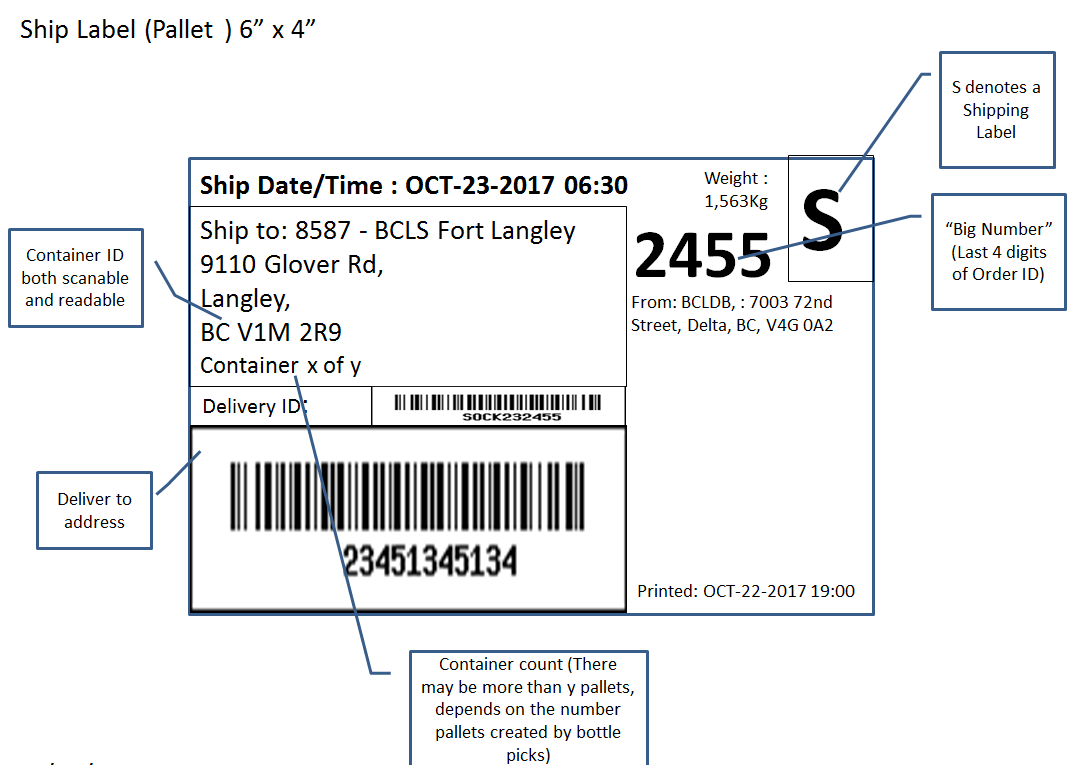 Ship Label (Pallet ) 6” x 4”
S denotes a
Shipping
Label
Ship Date/Time : OCT-23-2017 06:30
Weight :
1,563Kg
S
“Big Number”
(Last 4 digits
of Order ID)
2455
Ship to: 8587 - BCLS Fort Langley
9110 Glover Rd,
Langley,
BC V1M 2R9
Container x of y
Container ID
both scanable
and readable
From: BCLDB, : 7003 72nd
Street, Delta, BC, V4G 0A2
Delivery ID:
SOCK232455
Deliver to
address
23451345134
Printed: OCT-22-2017 19:00
Container count (There
may be more than y pallets,
depends on the number
pallets created by bottle
picks)